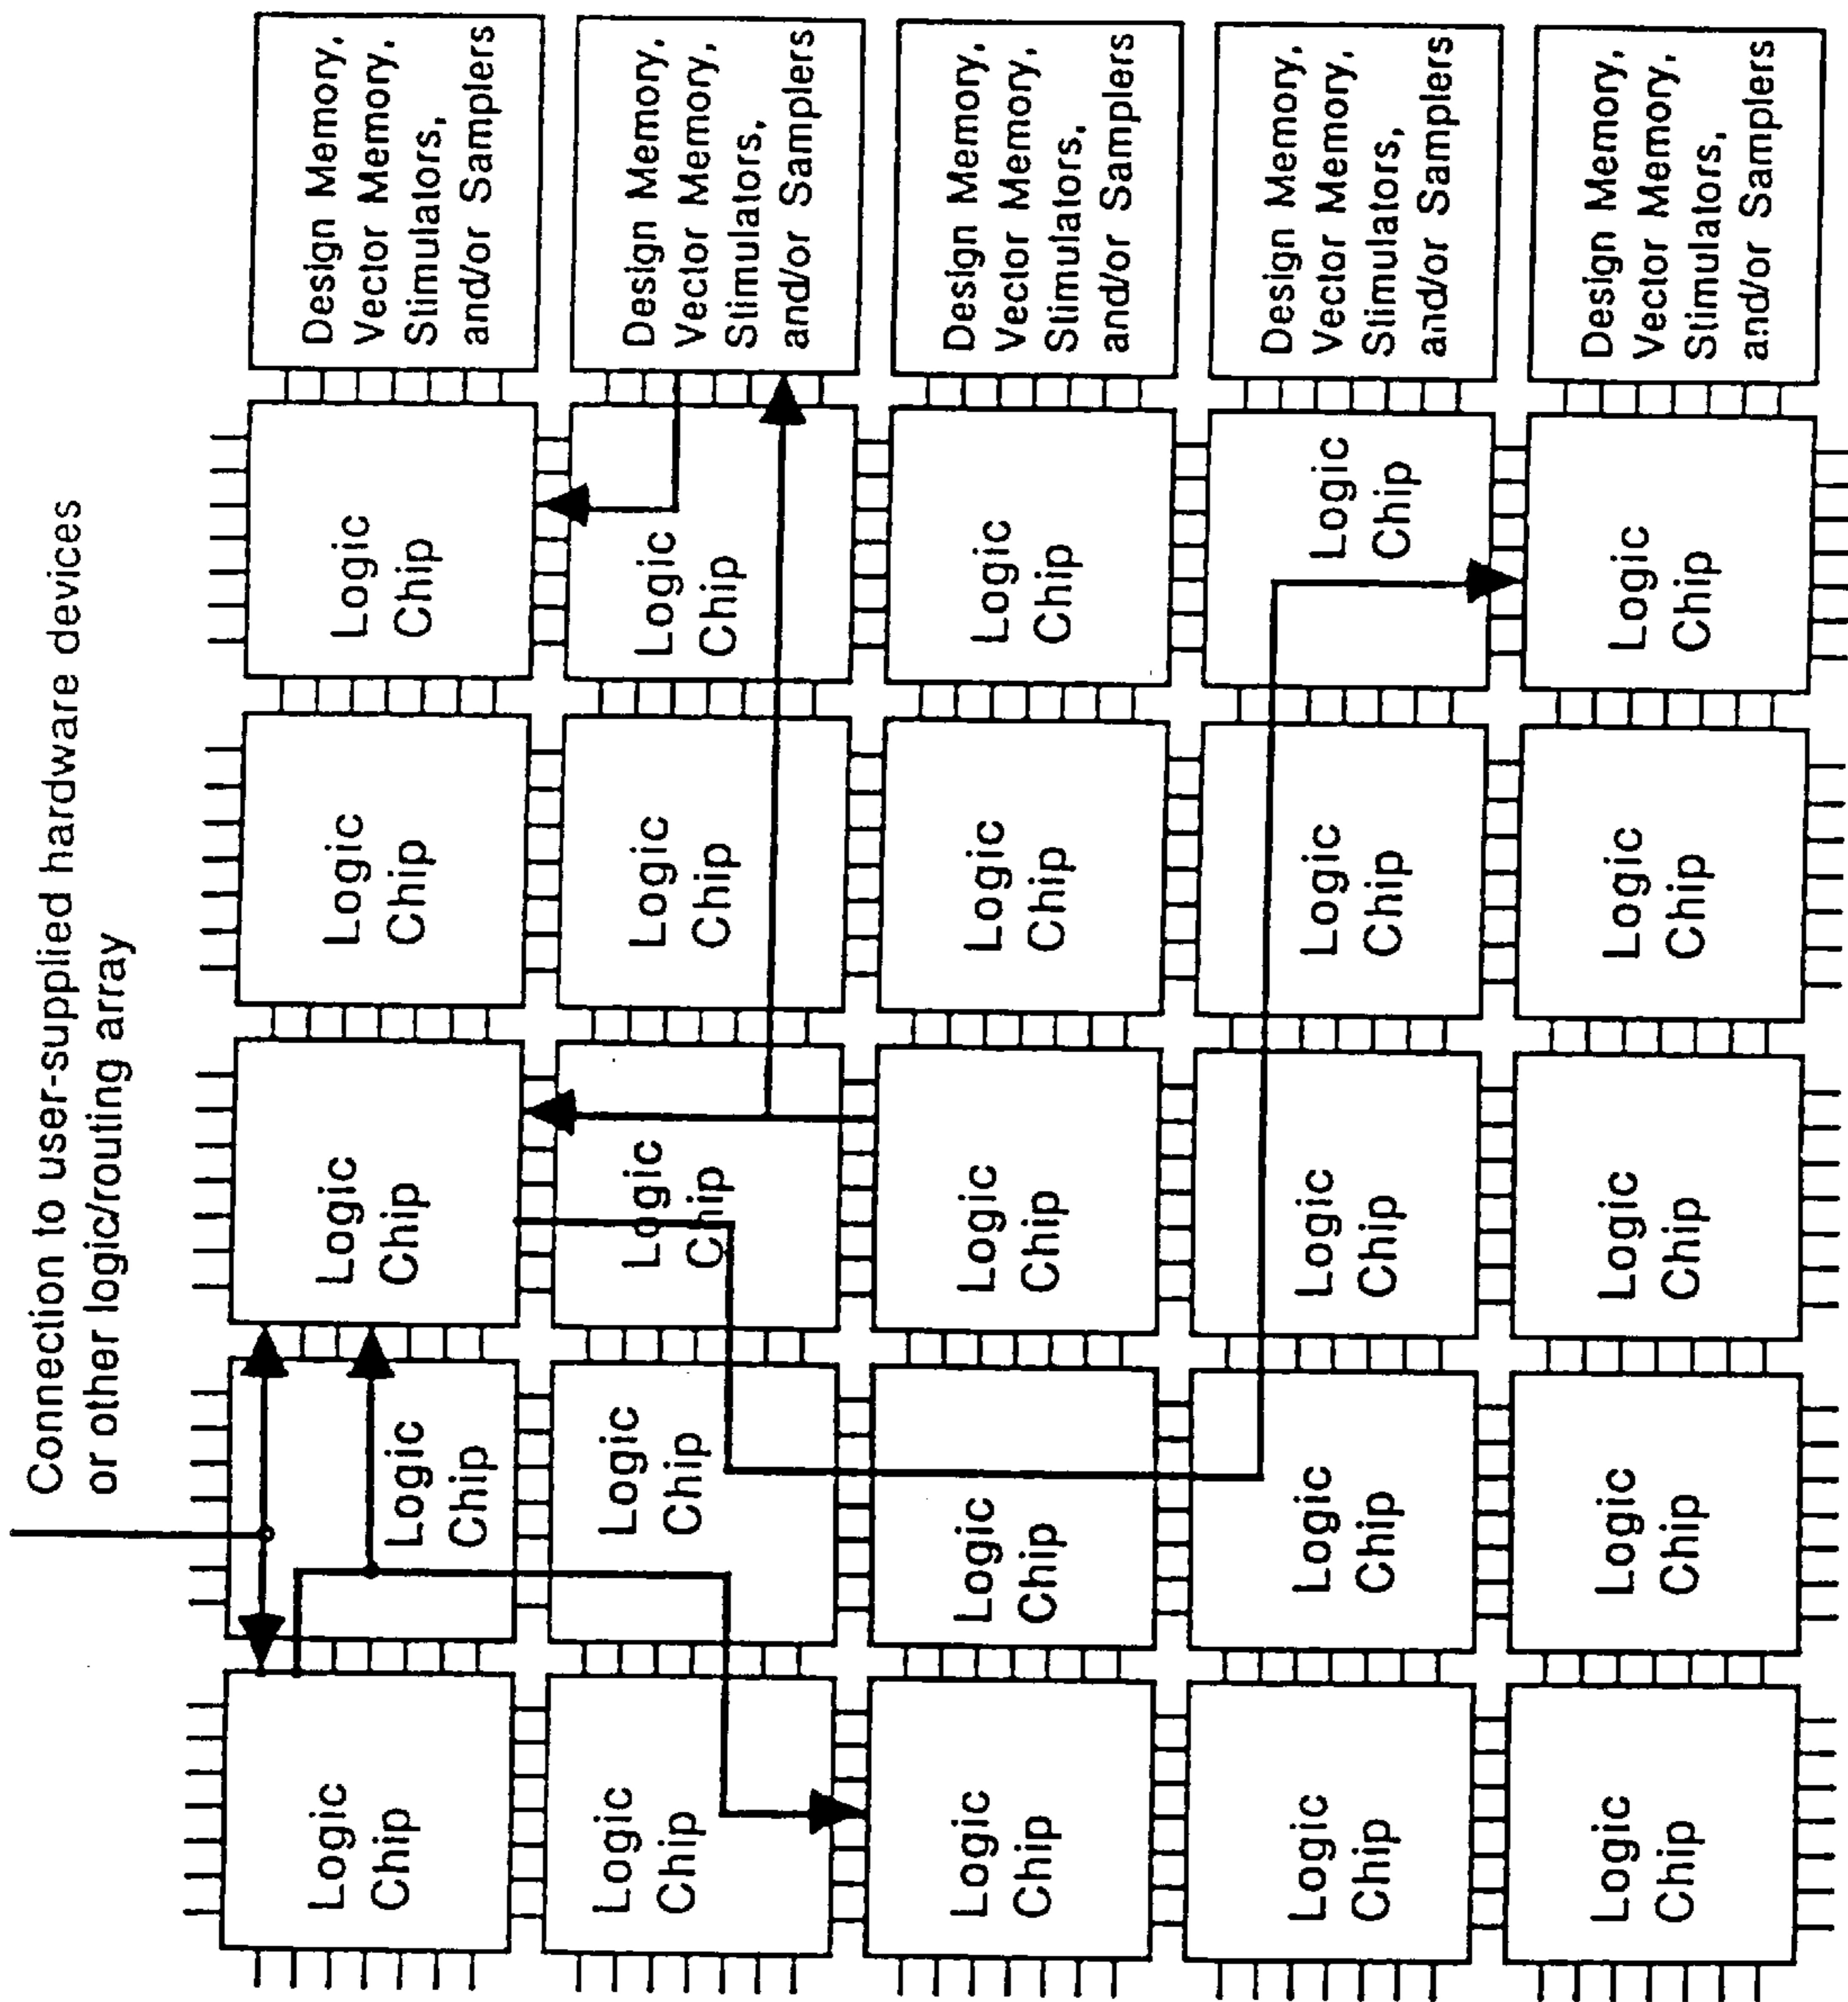 Connection to user-supplied hardware devices
or other logic/routing array
Logic
Chip
Logic
Chip
Logic
Chip
Logic
Chip
Logic
Chip
Design Memory,
Vector Memory,
Stimulators,
and/or Samplers
Logic
Chip
Logic
Chip
Logic
Chip
Logic
Chip
Logic
Chip
Design Memory,
Vector Memory,
Stimulators,
and/or Samplers
Logic
Chip
Logic
Chip
Logic
Chip
Logic
Chip
Logic
Chip
Design Memory,
Vector Memory,
Stimulators,
and/or Samplers
Logic
Chip
Logic
Chip
Logic
Chip
Logic
Chip
Logic
Chip
Design Memory,
Vector Memory,
Stimulators,
and/or Samplers
Logic
Chip
Logic
Chip
Logic
Chip
Logic
Chip
Logic
Chip
Design Memory,
Vector Memory,
Stimulators,
and/or Samplers